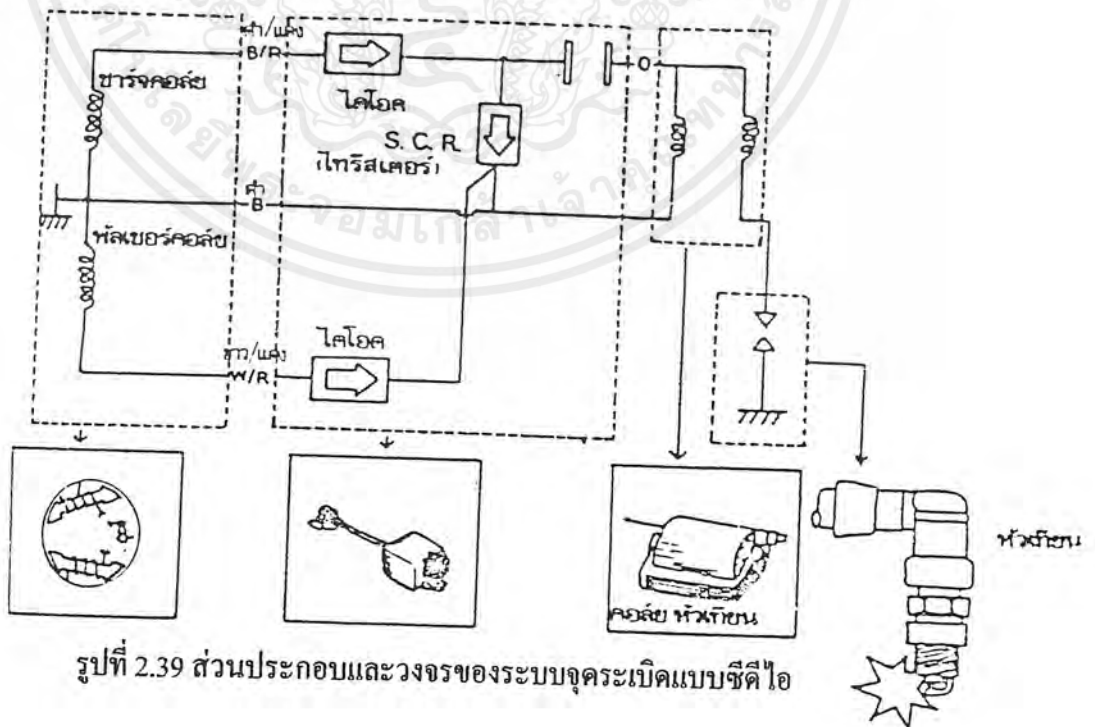 ดำ/แดง
B/R
ชาร์จคอล์ย
ไดโอด
S. C. R.
(ไทริสเตอร์)
O
ดำ
B
พัลเซอร์คอล์ย
ขาว/แดง
W/R
ไดโอด
คอล์ย หัวเทียน
หัวเทียน
รูปที่ 2.39 ส่วนประกอบและวงจรของระบบจุดระเบิดแบบซีดีไอ